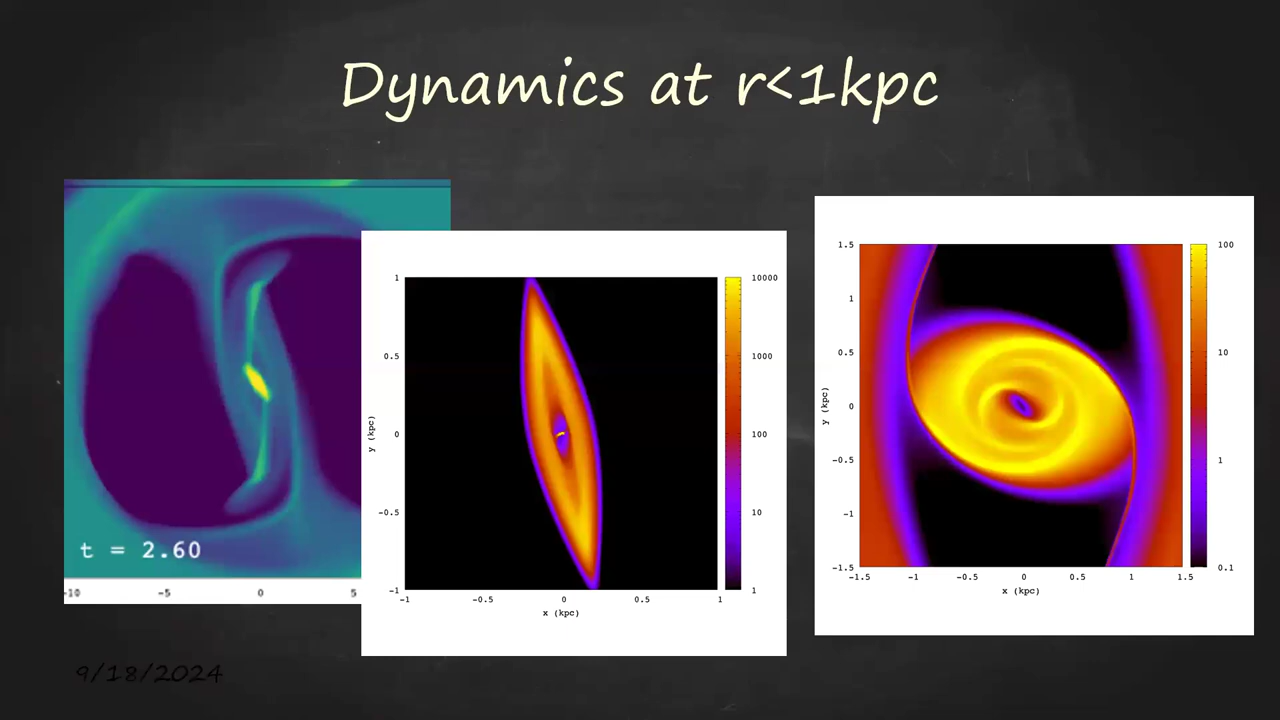 Dynamics at r<1kpc
t = 2.60
-10 -5 0 5
1
0.5
0
-0.5
-1
y (kpc)
-1 -0.5 0 0.5 1
x (kpc)
10000
1000
100
10
1
1.5
1
0.5
0
-0.5
-1
-1.5
y (kpc)
-1.5 -1 -0.5 0 0.5 1 1.5
x (kpc)
100
10
1
0.1
9/18/2024